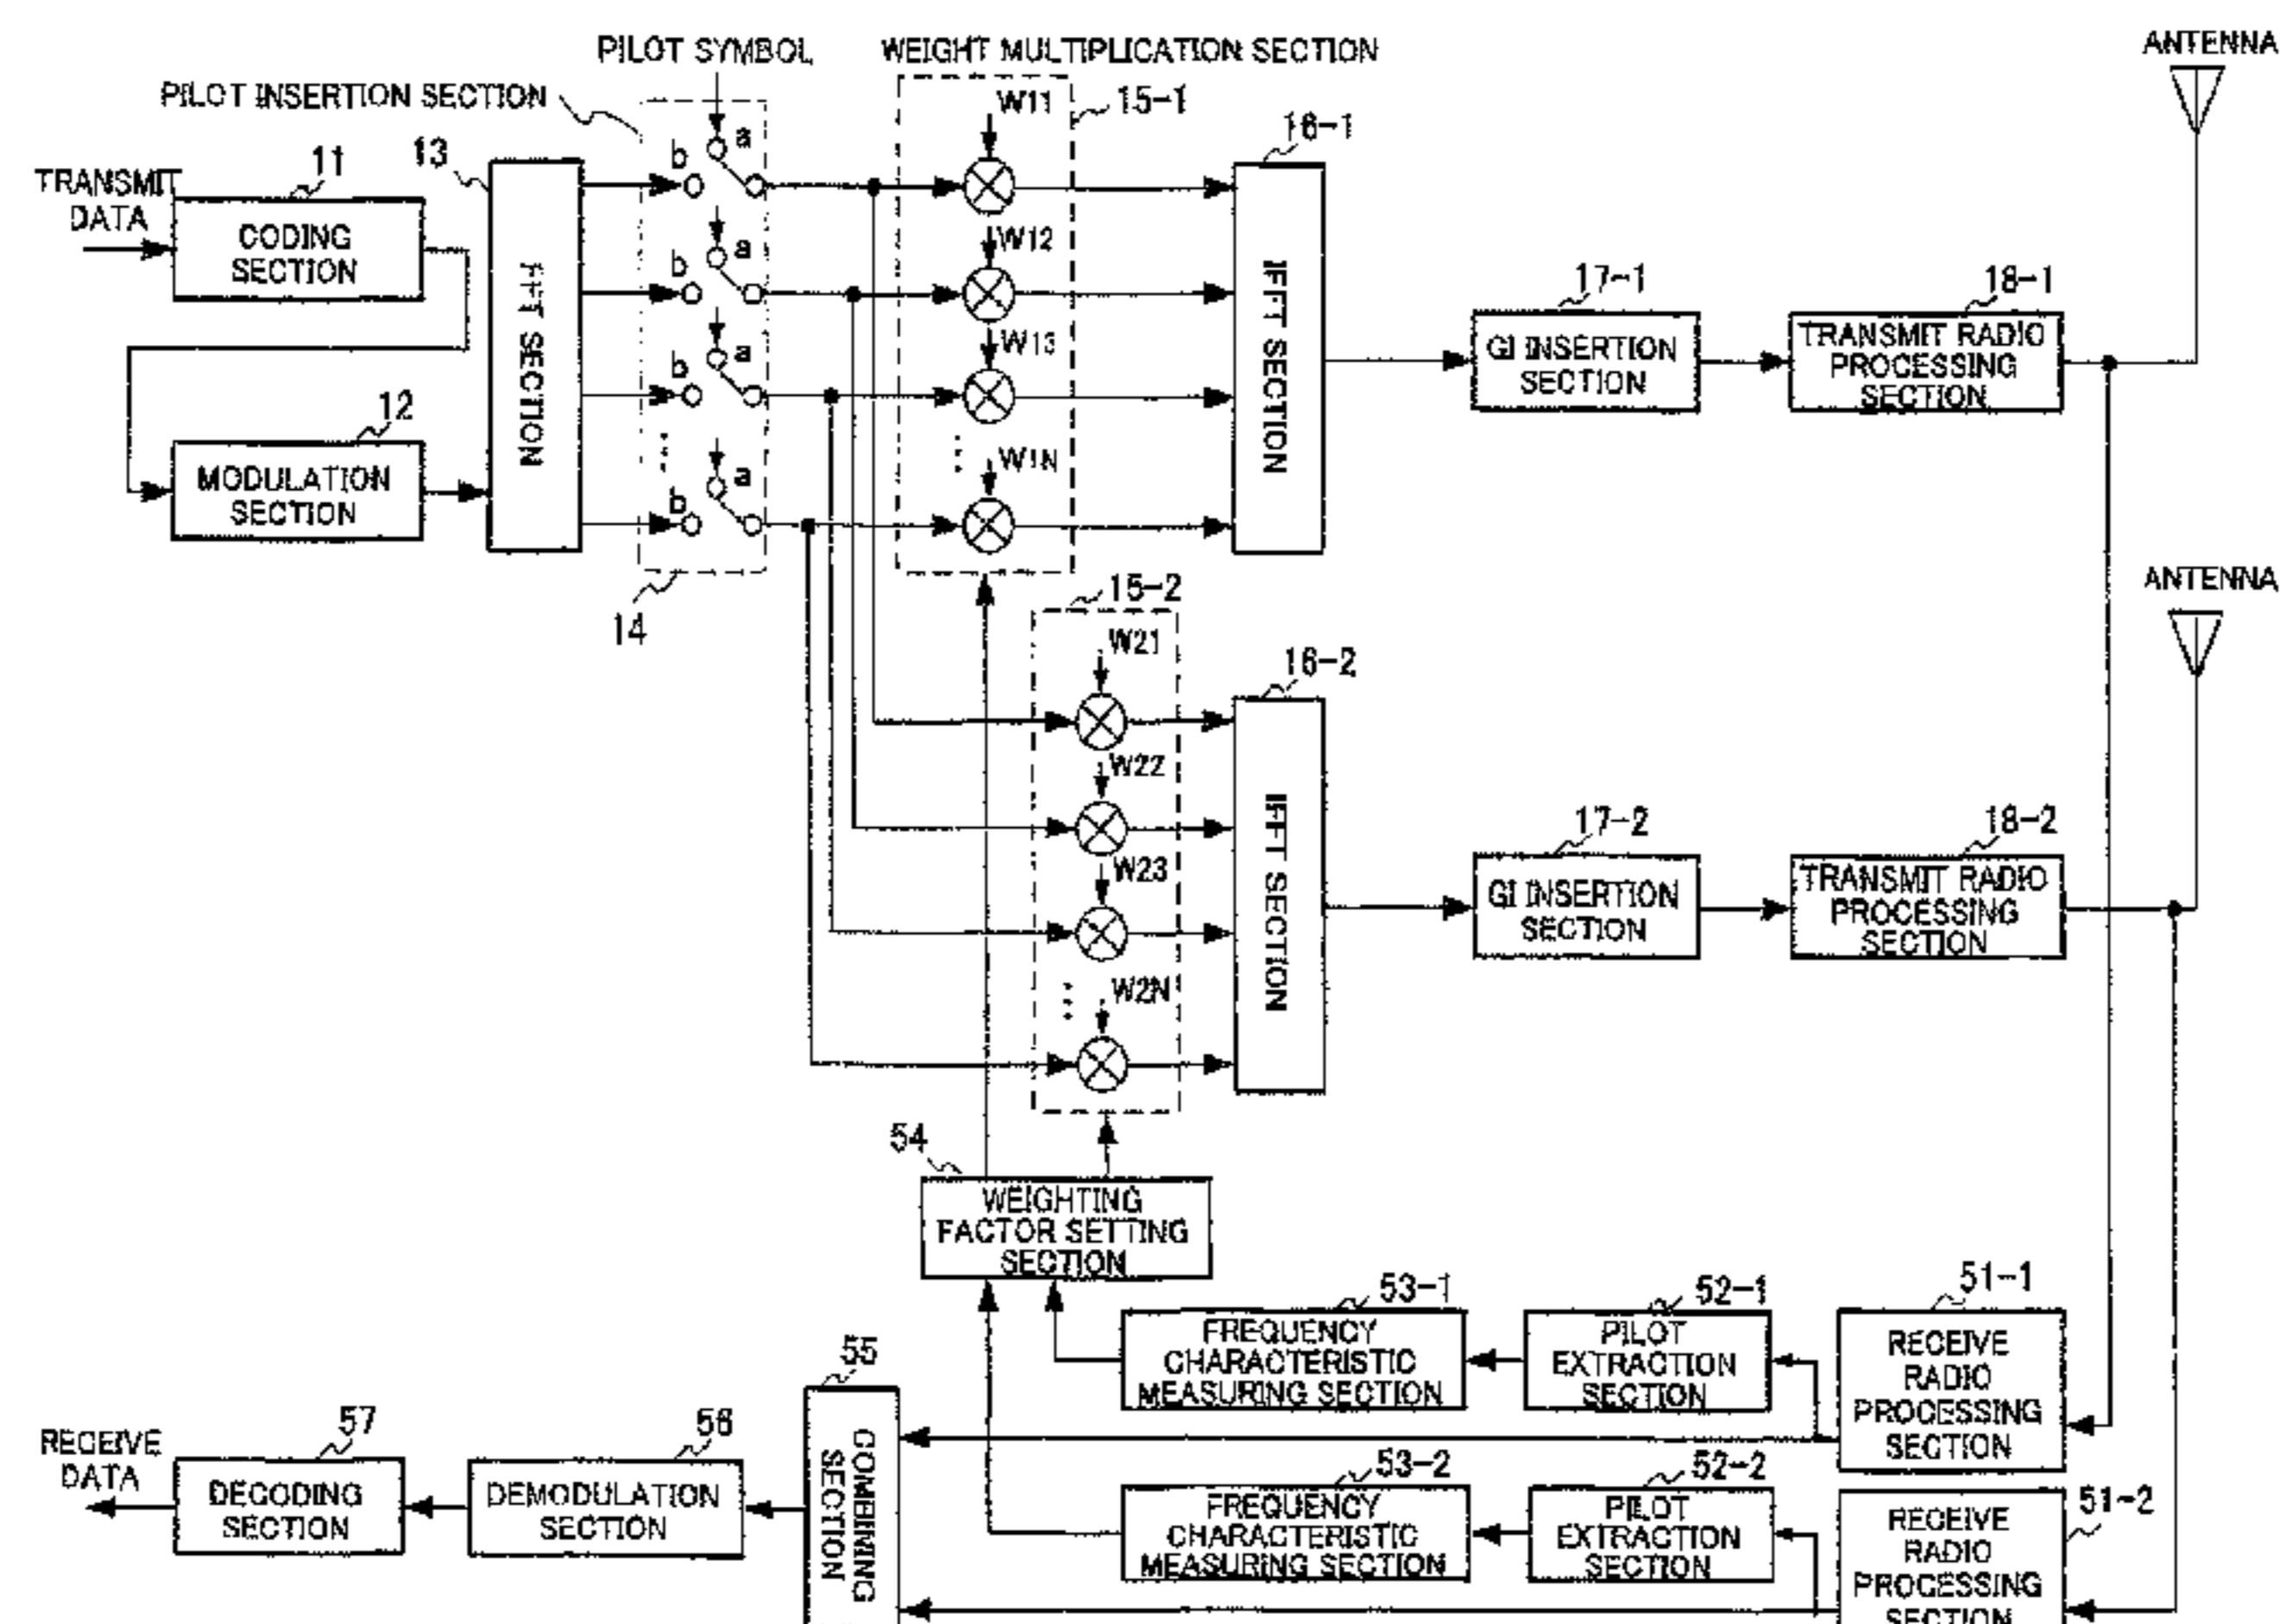 PILOT SYMBOL
WEIGHT MULTIPLICATION SECTION
ANTENNA
PILOT INSERTION SECTION
W11
15-1
a
b
16-1
TRANSMIT
DATA
11
13
CODING
SECTION
FFT SECTION
a
b
W12
IFFT SECTION
17-1
18-1
a
b
W13
GI INSERTION
SECTION
TRANSMIT RADIO
PROCESSING
SECTION
12
MODULATION
SECTION
a
b
W1N
14
15-2
ANTENNA
W21
16-2
W22
IFFT SECTION
17-2
18-2
W23
GI INSERTION
SECTION
TRANSMIT RADIO
PROCESSING
SECTION
W2N
54
WEIGHTING
FACTOR SETTING
SECTION
53-1
52-1
51-1
FREQUENCY
CHARACTERISTIC
MEASURING SECTION
PILOT
EXTRACTION
SECTION
RECEIVE
RADIO
PROCESSING
SECTION
55
COMBINING
SECTION
RECEIVE
DATA
57
56
DECODING
SECTION
DEMODULATION
SECTION
53-2
52-2
51-2
FREQUENCY
CHARACTERISTIC
MEASURING SECTION
PILOT
EXTRACTION
SECTION
RECEIVE
RADIO
PROCESSING
SECTION